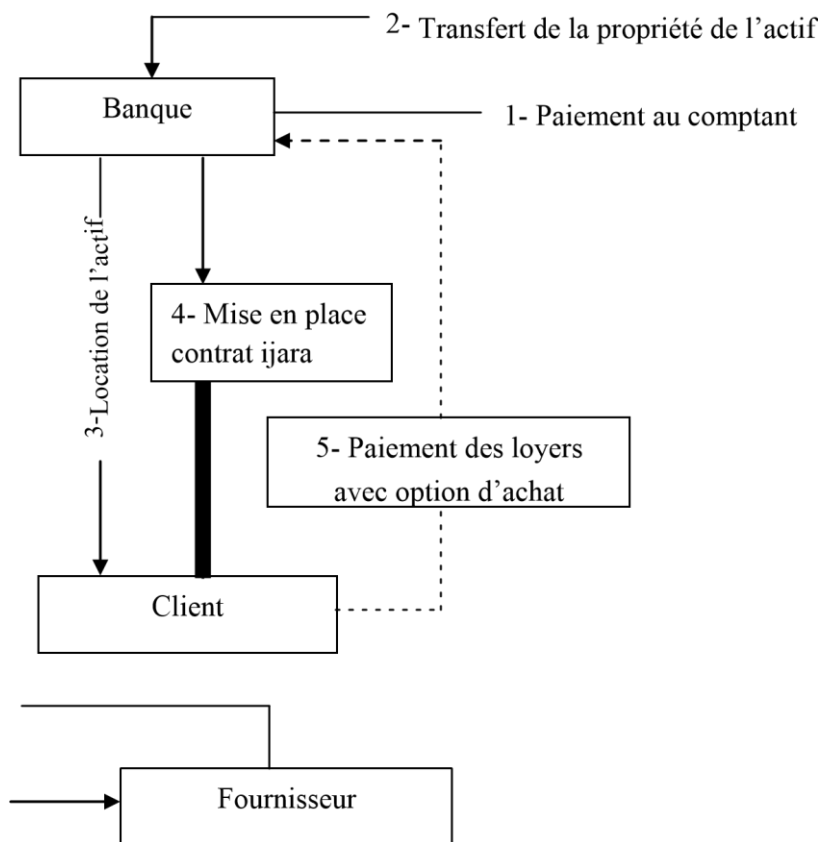 2- Transfert de la propriété de l’actif
Banque
1- Paiement au comptant
3-Location de l’actif
4- Mise en place
contrat ijara
5- Paiement des loyers
avec option d’achat
Client
Fournisseur